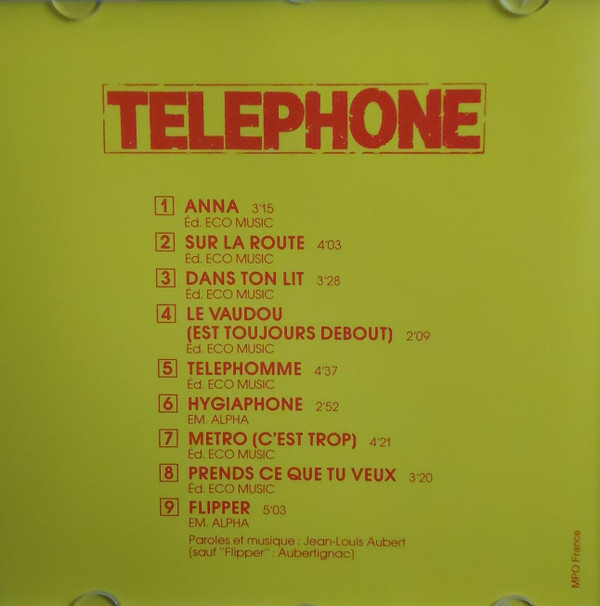 TELEPHONE
1 ANNA 3'15
Éd. ECO MUSIC
2 SUR LA ROUTE 4'03
Éd. ECO MUSIC
3 DANS TON LIT 3'28
Éd. ECO MUSIC
4 LE VAUDOU
(EST TOUJOURS DEBOUT) 2'09
Éd. ECO MUSIC
5 TELEPHOMME 4'37
Éd. ECO MUSIC
6 HYGIAPHONE 2'52
EM. ALPHA
7 METRO (C'EST TROP) 4'21
Éd. ECO MUSIC
8 PRENDS CE QUE TU VEUX 3'20
Éd. ECO MUSIC
9 FLIPPER 5'03
EM. ALPHA
Paroles et musique : Jean-Louis Aubert
(sauf "Flipper" : Aubertignac)
MPO France